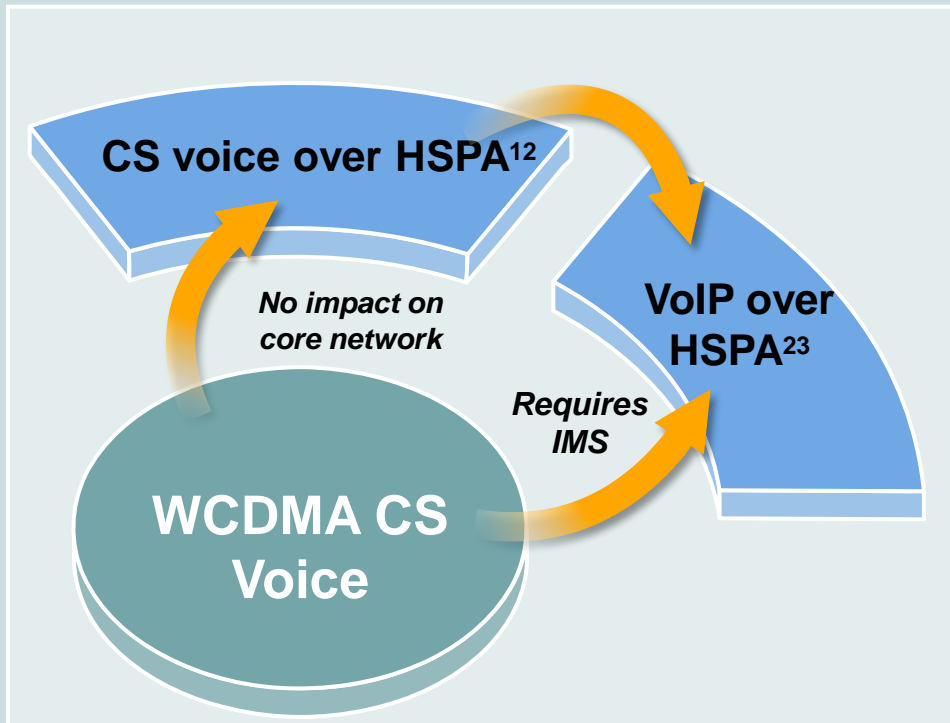 CS voice over HSPA¹²
No impact on
core network
VoIP over
HSPA²³
Requires
IMS
WCDMA CS
Voice